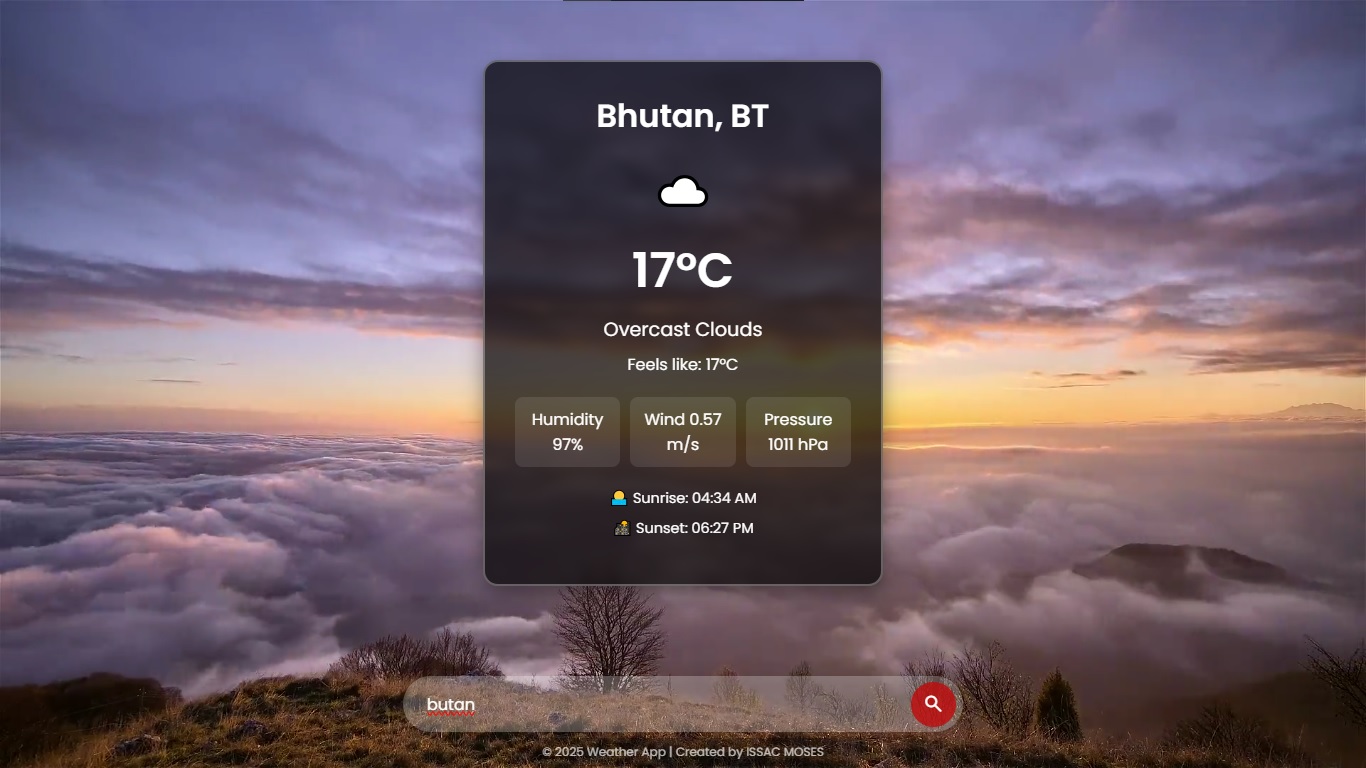 Bhutan, BT
17°C
Overcast Clouds
Feels like: 17°C
Humidity
97%
Wind 0.57
m/s
Pressure
1011 hPa
Sunrise: 04:34 AM
Sunset: 06:27 PM
butan
© 2025 Weather App | Created by ISSAC MOSES